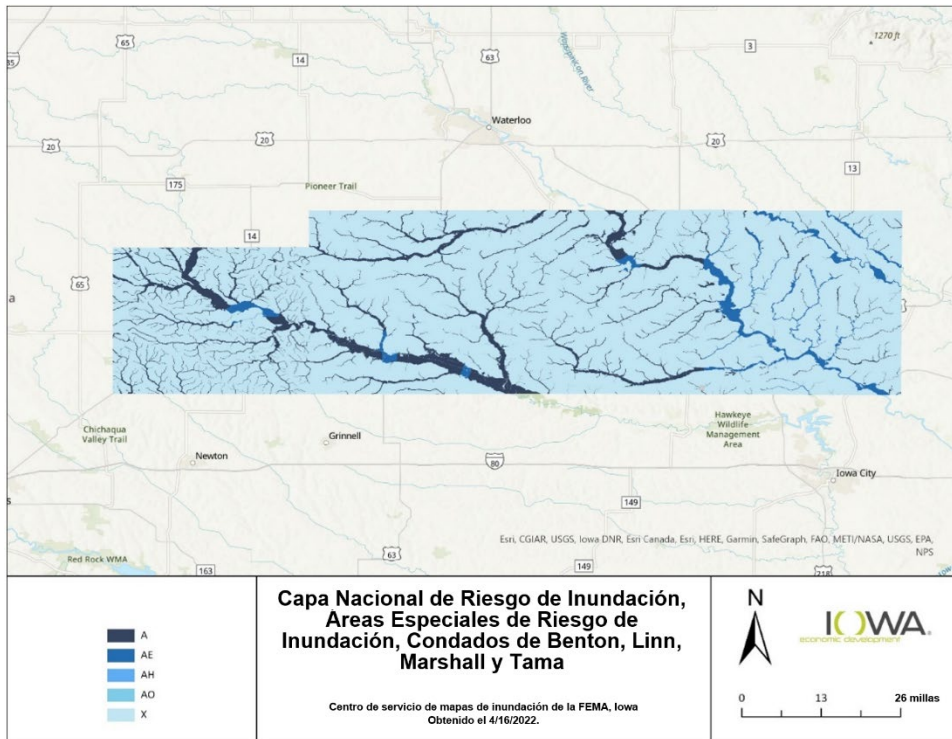 65
14
63
Wapsipinicon River
3
1270 ft
35
Waterloo
20
20
20
13
175
Pioneer Trail
14
65
a
Chichaqua
Valley Trail
Newton
Grinnell
80
Hawkeye
Wildlife
Management
Area
Iowa City
149
s
Red Rock WMA
163
63
149
218
Esri, CGIAR, USGS, Iowa DNR, Esri Canada, Esri, HERE, Garmin, SafeGraph, FAO, METI/NASA, USGS, EPA,
NPS
A
AE
AH
AO
X
Capa Nacional de Riesgo de Inundación,
Áreas Especiales de Riesgo de
Inundación, Condados de Benton, Linn,
Marshall y Tama
Centro de servicio de mapas de inundación de la FEMA, Iowa
Obtenido el 4/16/2022.
N
IOWA®
economic development
0 13 26 millas